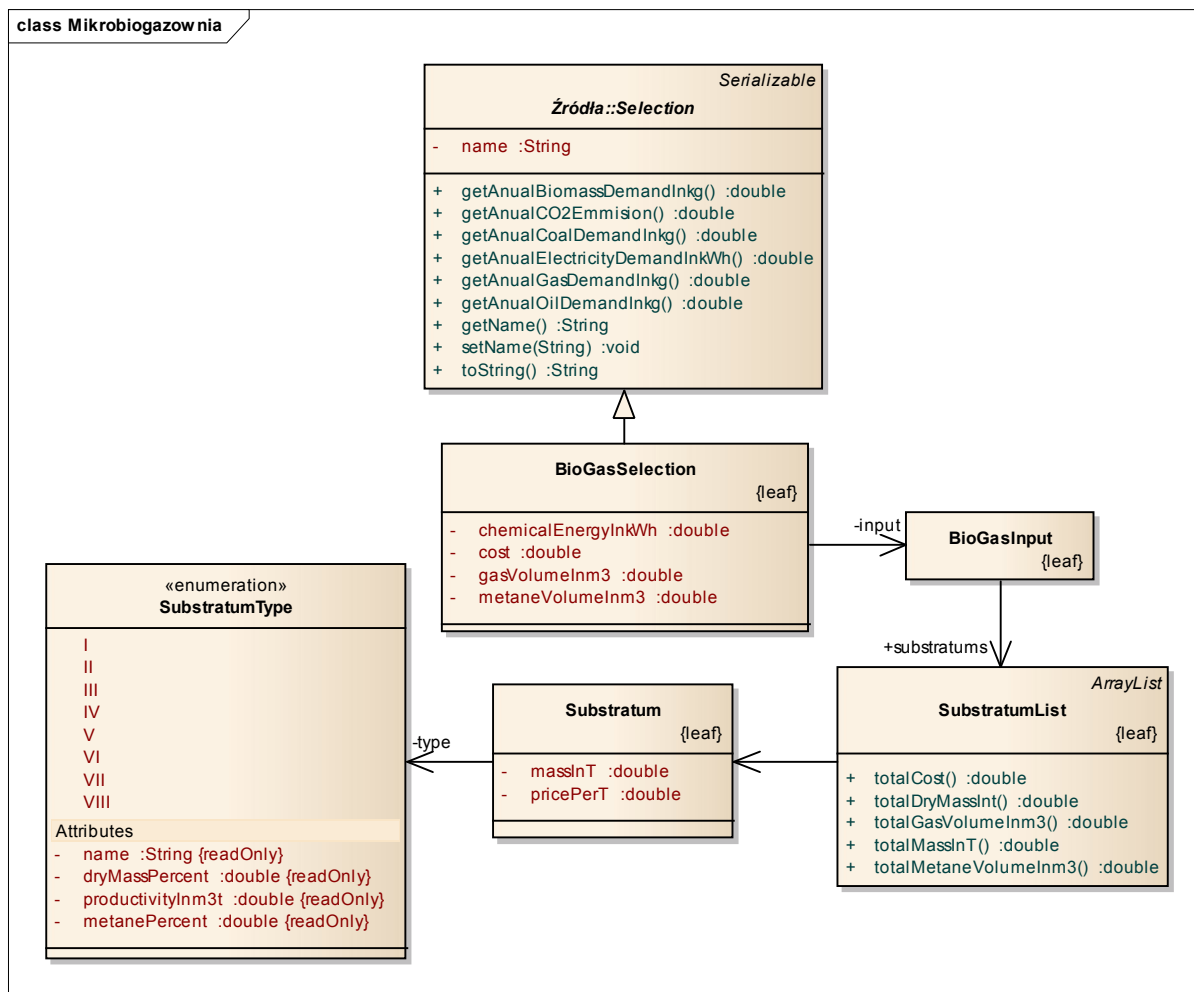 class Mikrobiogazownia
Serializable
Źródła::Selection
- name :String
+ getAnualBiomassDemandInkg() :double
+ getAnualCO2Emmision() :double
+ getAnualCoalDemandInkg() :double
+ getAnualElectricityDemandInkWh() :double
+ getAnualGasDemandInkg() :double
+ getAnualOilDemandInkg() :double
+ getName() :String
+ setName(String) :void
+ toString() :String
BioGasSelection
{leaf}
- chemicalEnergyInkWh :double
- cost :double
- gasVolumeInm3 :double
- metaneVolumeInm3 :double
-input
BioGasInput
{leaf}
+substratums
«enumeration»
SubstratumType
I
II
III
IV
V
VI
VII
VIII
Attributes
- name :String {readOnly}
- dryMassPercent :double {readOnly}
- productivityInm3t :double {readOnly}
- metanePercent :double {readOnly}
-type
Substratum
{leaf}
- massInT :double
- pricePerT :double
ArrayList
SubstratumList
{leaf}
+ totalCost() :double
+ totalDryMassInt() :double
+ totalGasVolumeInm3() :double
+ totalMassInT() :double
+ totalMetaneVolumeInm3() :double